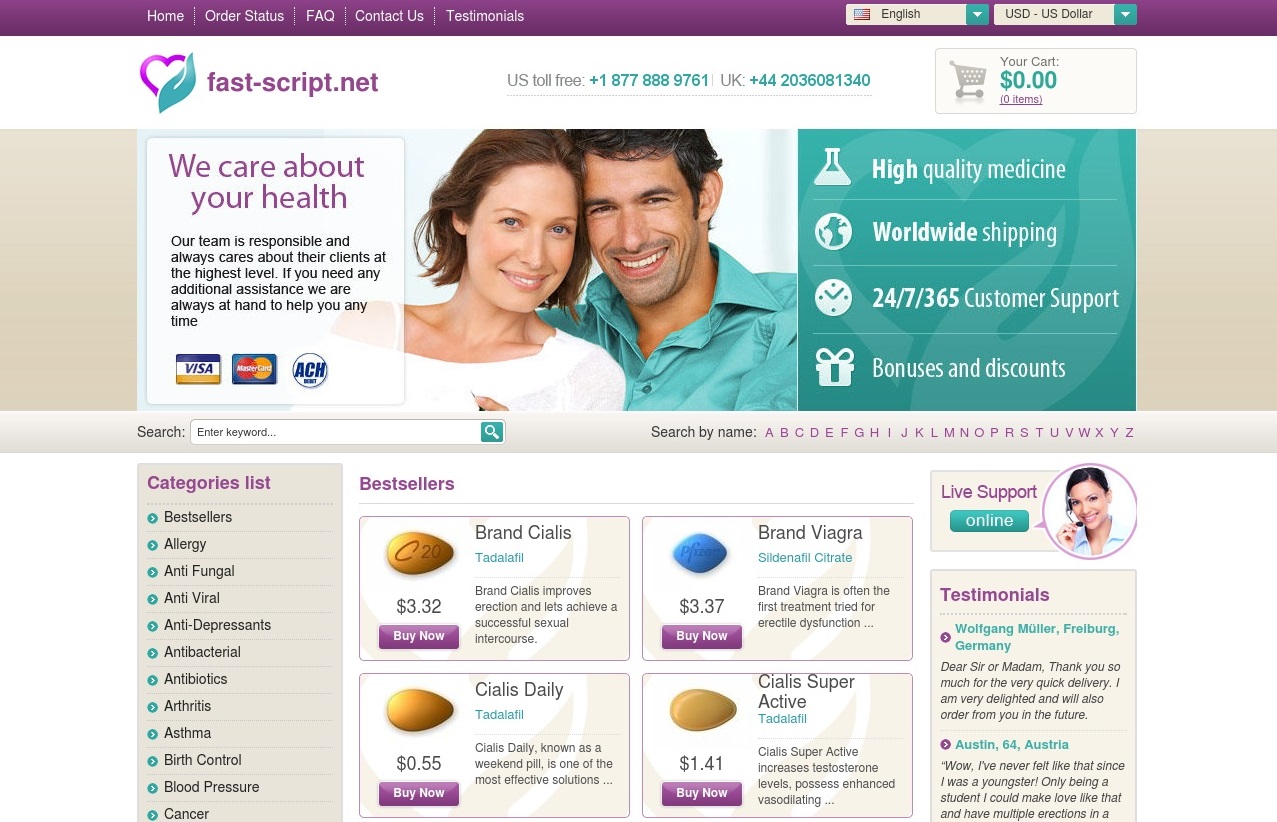 Home Order Status FAQ Contact Us Testimonials
English USD - US Dollar
fast-script.net
US toll free: +1 877 888 9761 UK: +44 2036081340
Your Cart:
$0.00
(0 items)
We care about
your health
Our team is responsible and
always cares about their clients at
the highest level. If you need any
additional assistance we are
always at hand to help you any
time
VISA MasterCard ACH
DEBIT
High quality medicine
Worldwide shipping
24/7/365 Customer Support
Bonuses and discounts
Search: Enter keyword...
Search by name: A B C D E F G H I J K L M N O P R S T U V W X Y Z
Categories list
Bestsellers
Allergy
Anti Fungal
Anti Viral
Anti-Depressants
Antibacterial
Antibiotics
Arthritis
Asthma
Birth Control
Blood Pressure
Cancer
Bestsellers
C 20
Brand Cialis
Tadalafil
Brand Cialis improves
erection and lets achieve a
successful sexual
intercourse.
$3.32
Buy Now
Pfizer
Brand Viagra
Sildenafil Citrate
Brand Viagra is often the
first treatment tried for
erectile dysfunction ...
$3.37
Buy Now
Cialis Daily
Tadalafil
Cialis Daily, known as a
weekend pill, is one of the
most effective solutions ...
$0.55
Buy Now
Cialis Super
Active
Tadalafil
Cialis Super Active
increases testosterone
levels, possess enhanced
vasodilating ...
$1.41
Buy Now
Live Support
online
Testimonials
Wolfgang Müller, Freiburg,
Germany
Dear Sir or Madam, Thank you so
much for the very quick delivery. I
am very delighted and will also
order from you in the future.
Austin, 64, Austria
“Wow, I've never felt like that since
I was a youngster! Only being a
student I could make love like that
and have multiple erections in a